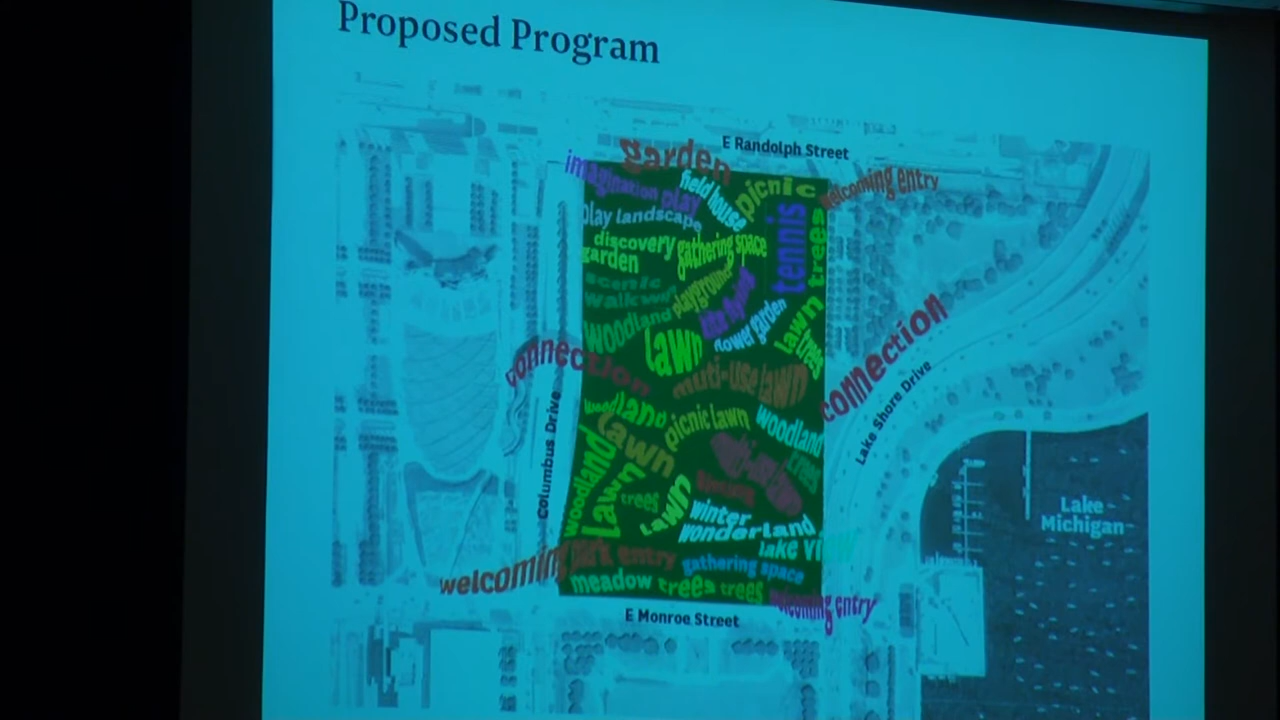 Proposed Program
E Randolph Street
garden
imagination play
field house
picnic
welcoming entry
play landscape
tennis
trees
discovery
garden
gathering space
scenic
walkway
playground
woodland
flower garden
lawn
lawn
trees
connection
connection
muti-use lawn
Columbus Drive
Lake Shore Drive
woodland
picnic lawn
woodland
lawn
trees
woodland
lawn
trees
lawn
winter
wonderland
lake view
Lake
Michigan
welcoming park entry
gathering space
meadow trees trees
welcoming entry
E Monroe Street